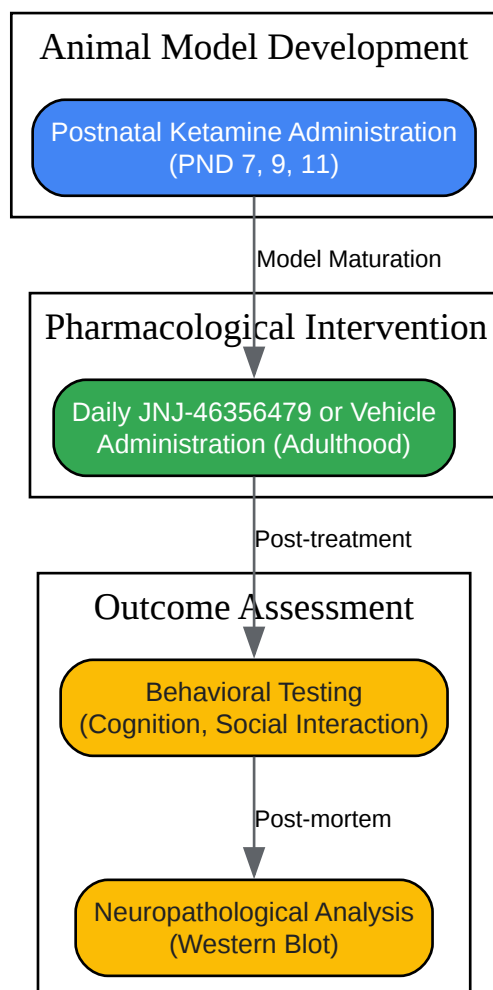 Animal Model Development
Postnatal Ketamine Administration
(PND 7, 9, 11)
Model Maturation
Pharmacological Intervention
Daily JNJ-46356479 or Vehicle
Administration (Adulthood)
Post-treatment
Outcome Assessment
Behavioral Testing
(Cognition, Social Interaction)
Post-mortem
Neuropathological Analysis
(Western Blot)